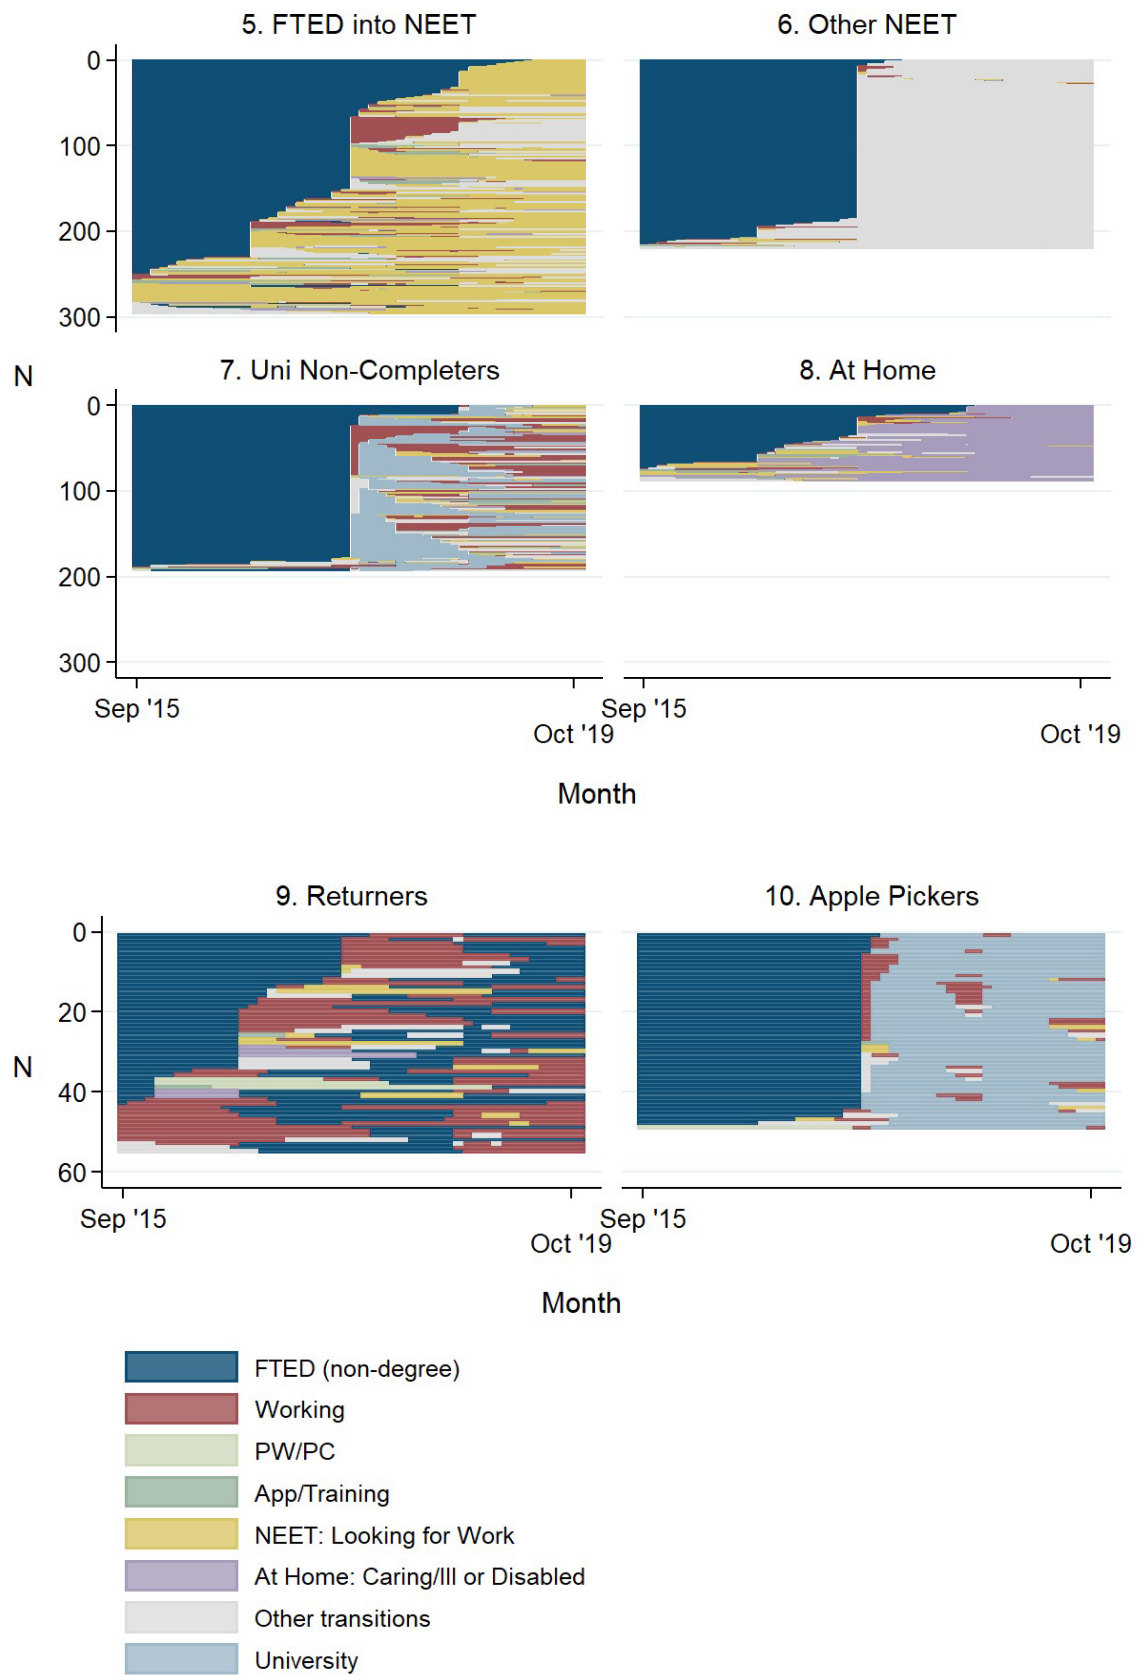 5. FTED into NEET
6. Other NEET
0
100
200
300
N
7. Uni Non-Completers
8. At Home
0
100
200
300
Sep '15
Oct '19
Sep '15
Oct '19
Month
9. Returners
10. Apple Pickers
0
20
40
60
N
Sep '15
Oct '19
Sep '15
Oct '19
Month
FTED (non-degree)
Working
PW/PC
App/Training
NEET: Looking for Work
At Home: Caring/Ill or Disabled
Other transitions
University